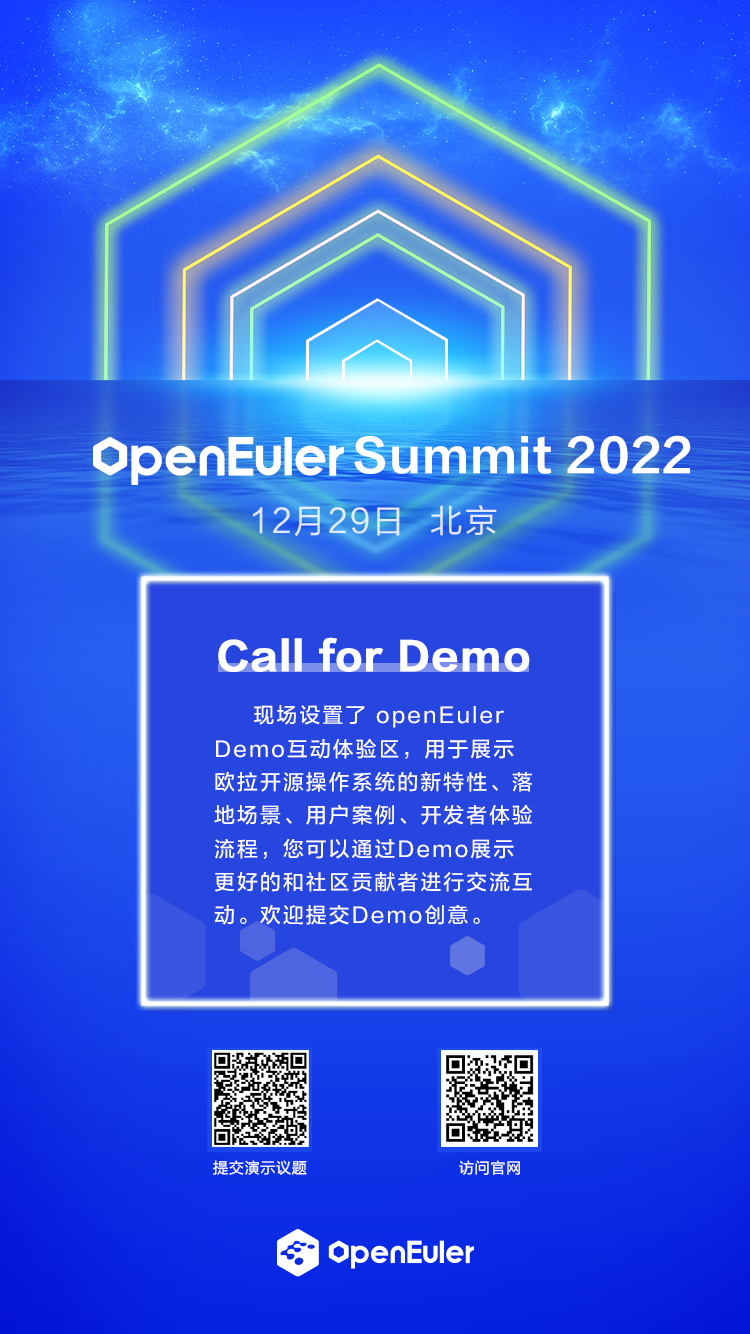 OpenEuler Summit 2022
12月29日 北京
Call for Demo
现场设置了 openEuler
Demo互动体验区，用于展示
欧拉开源操作系统的新特性、落
地场景、用户案例、开发者体验
流程，您可以通过Demo展示
更好的和社区贡献者进行交流互
动。欢迎提交Demo创意。
提交演示议题
访问官网
OpenEuler